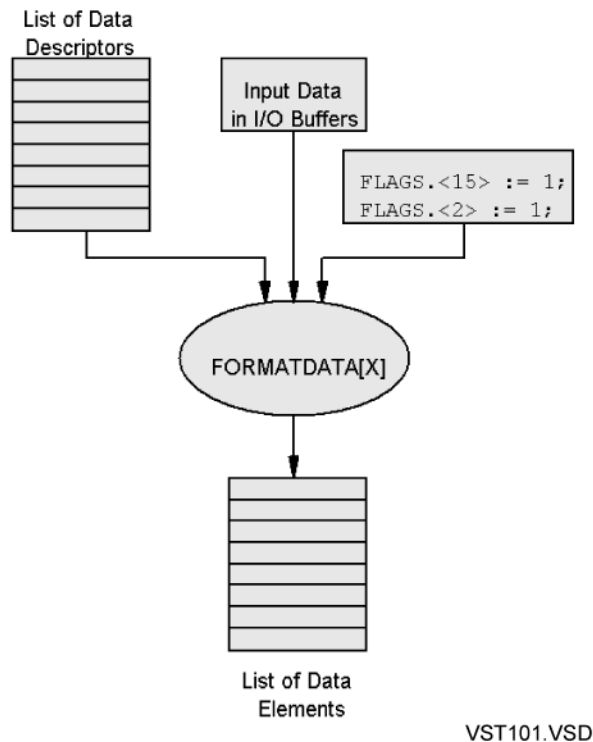 List of Data
Descriptors
Input Data
in I/O Buffers
FLAGS.<15> := 1;
FLAGS.<2> := 1;
FORMATDATA[X]
List of Data
Elements
VST101.VSD